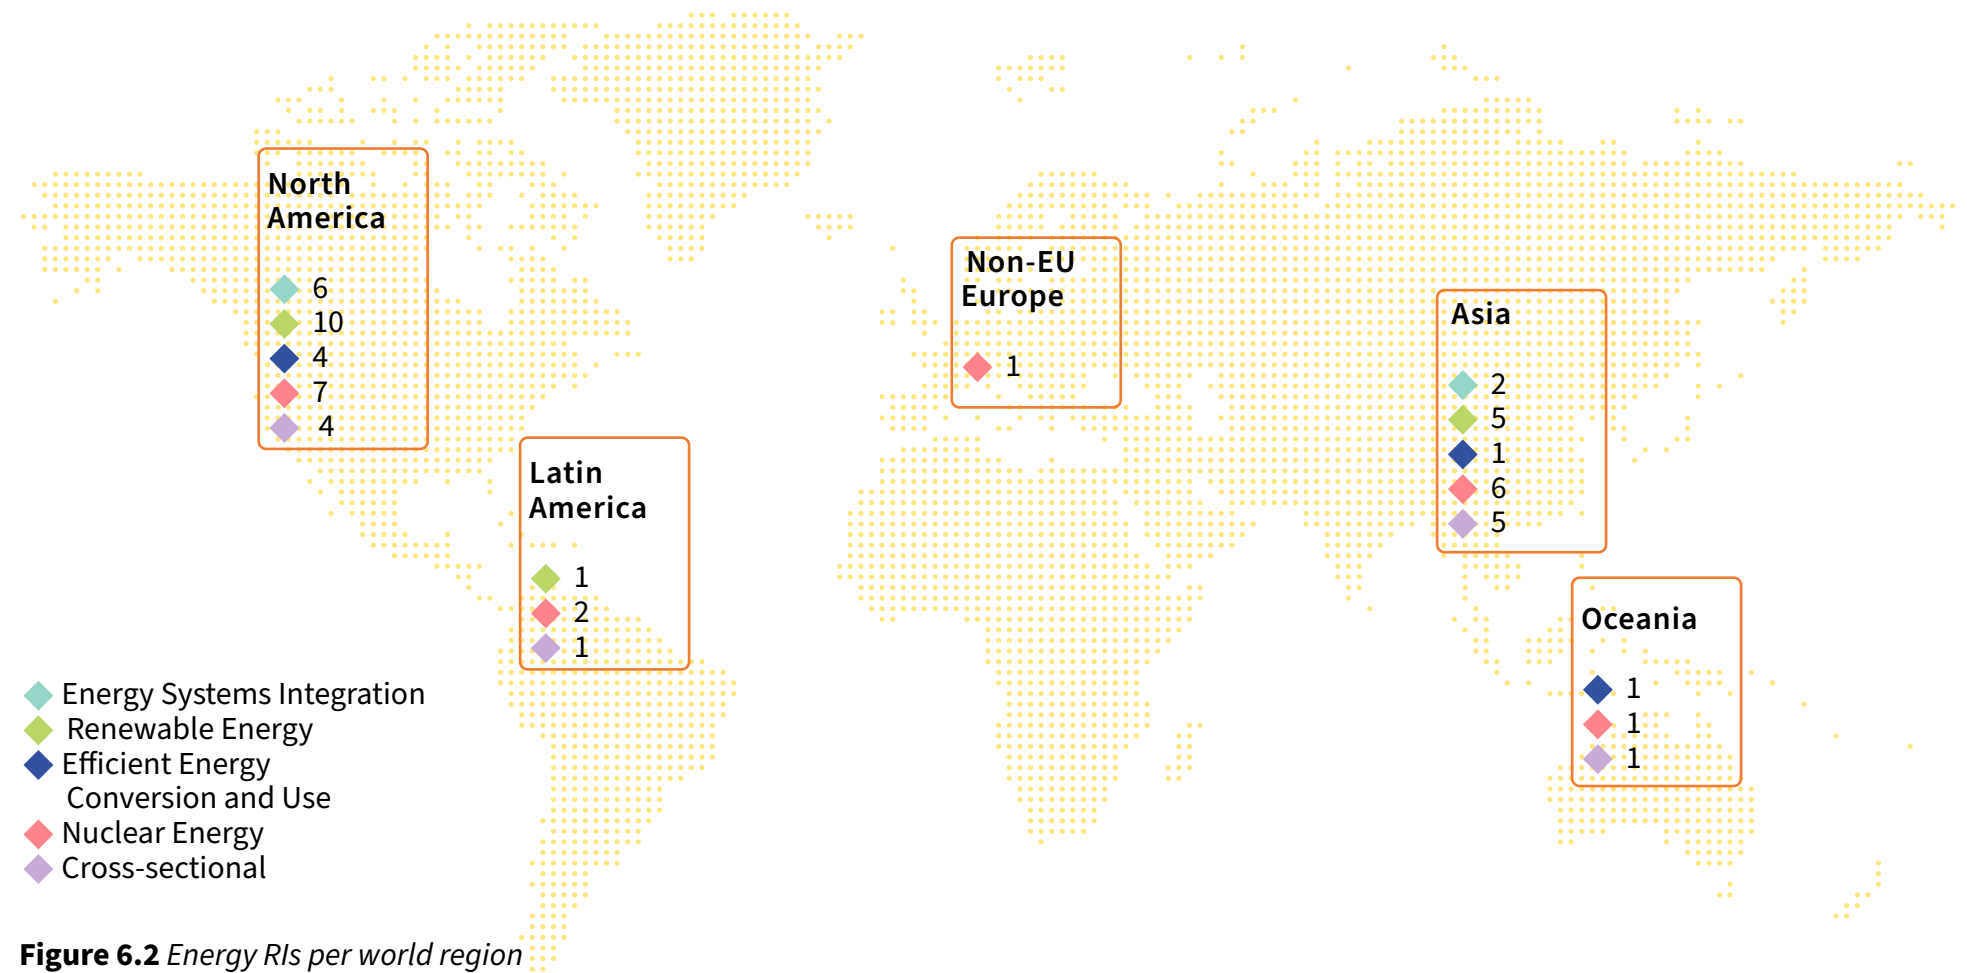 North
America
6
10
4
7
4
Non-EU
Europe
1
Asia
2
5
1
6
5
Latin
America
1
2
1
Oceania
1
1
1
Energy Systems Integration
Renewable Energy
Efficient Energy
Conversion and Use
Nuclear Energy
Cross-sectional
Figure 6.2 Energy RIs per world region